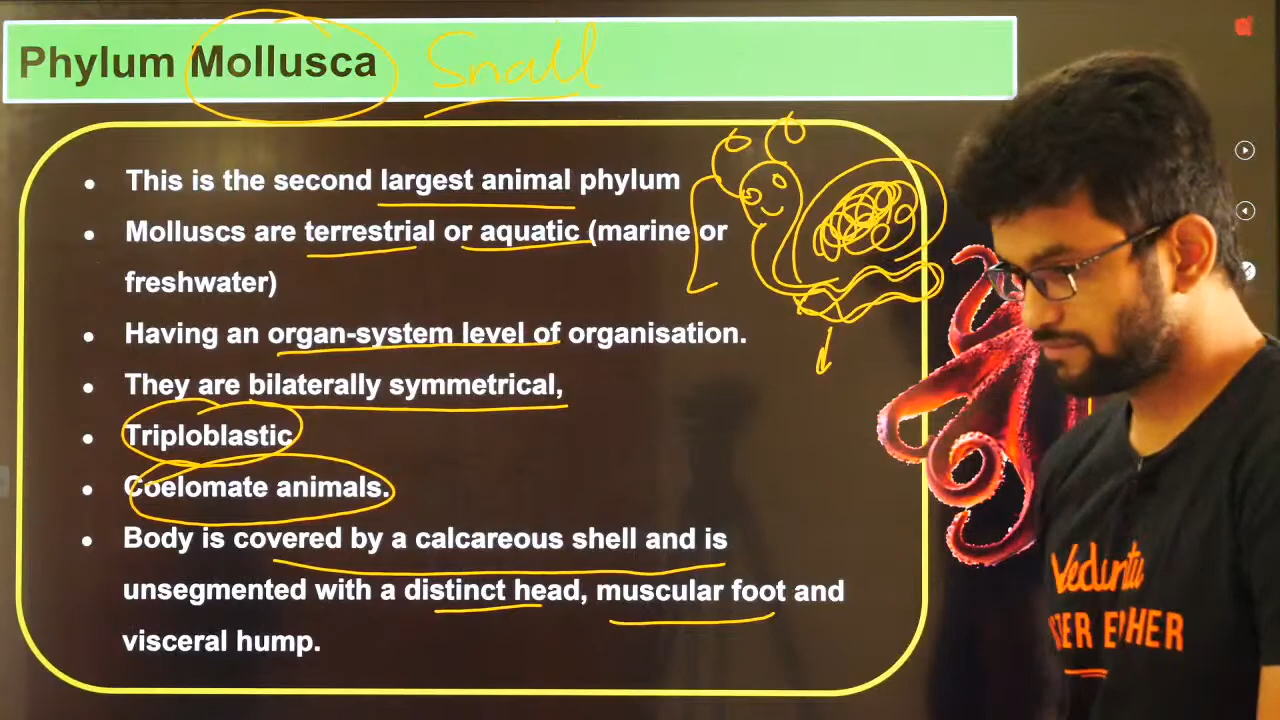 Phylum Mollusca Snail
• This is the second largest animal phylum
• Molluscs are terrestrial or aquatic (marine or
freshwater)
• Having an organ-system level of organisation.
• They are bilaterally symmetrical,
• Triploblastic
• Coelomate animals.
• Body is covered by a calcareous shell and is
unsegmented with a distinct head, muscular foot and
visceral hump.
Vedantu